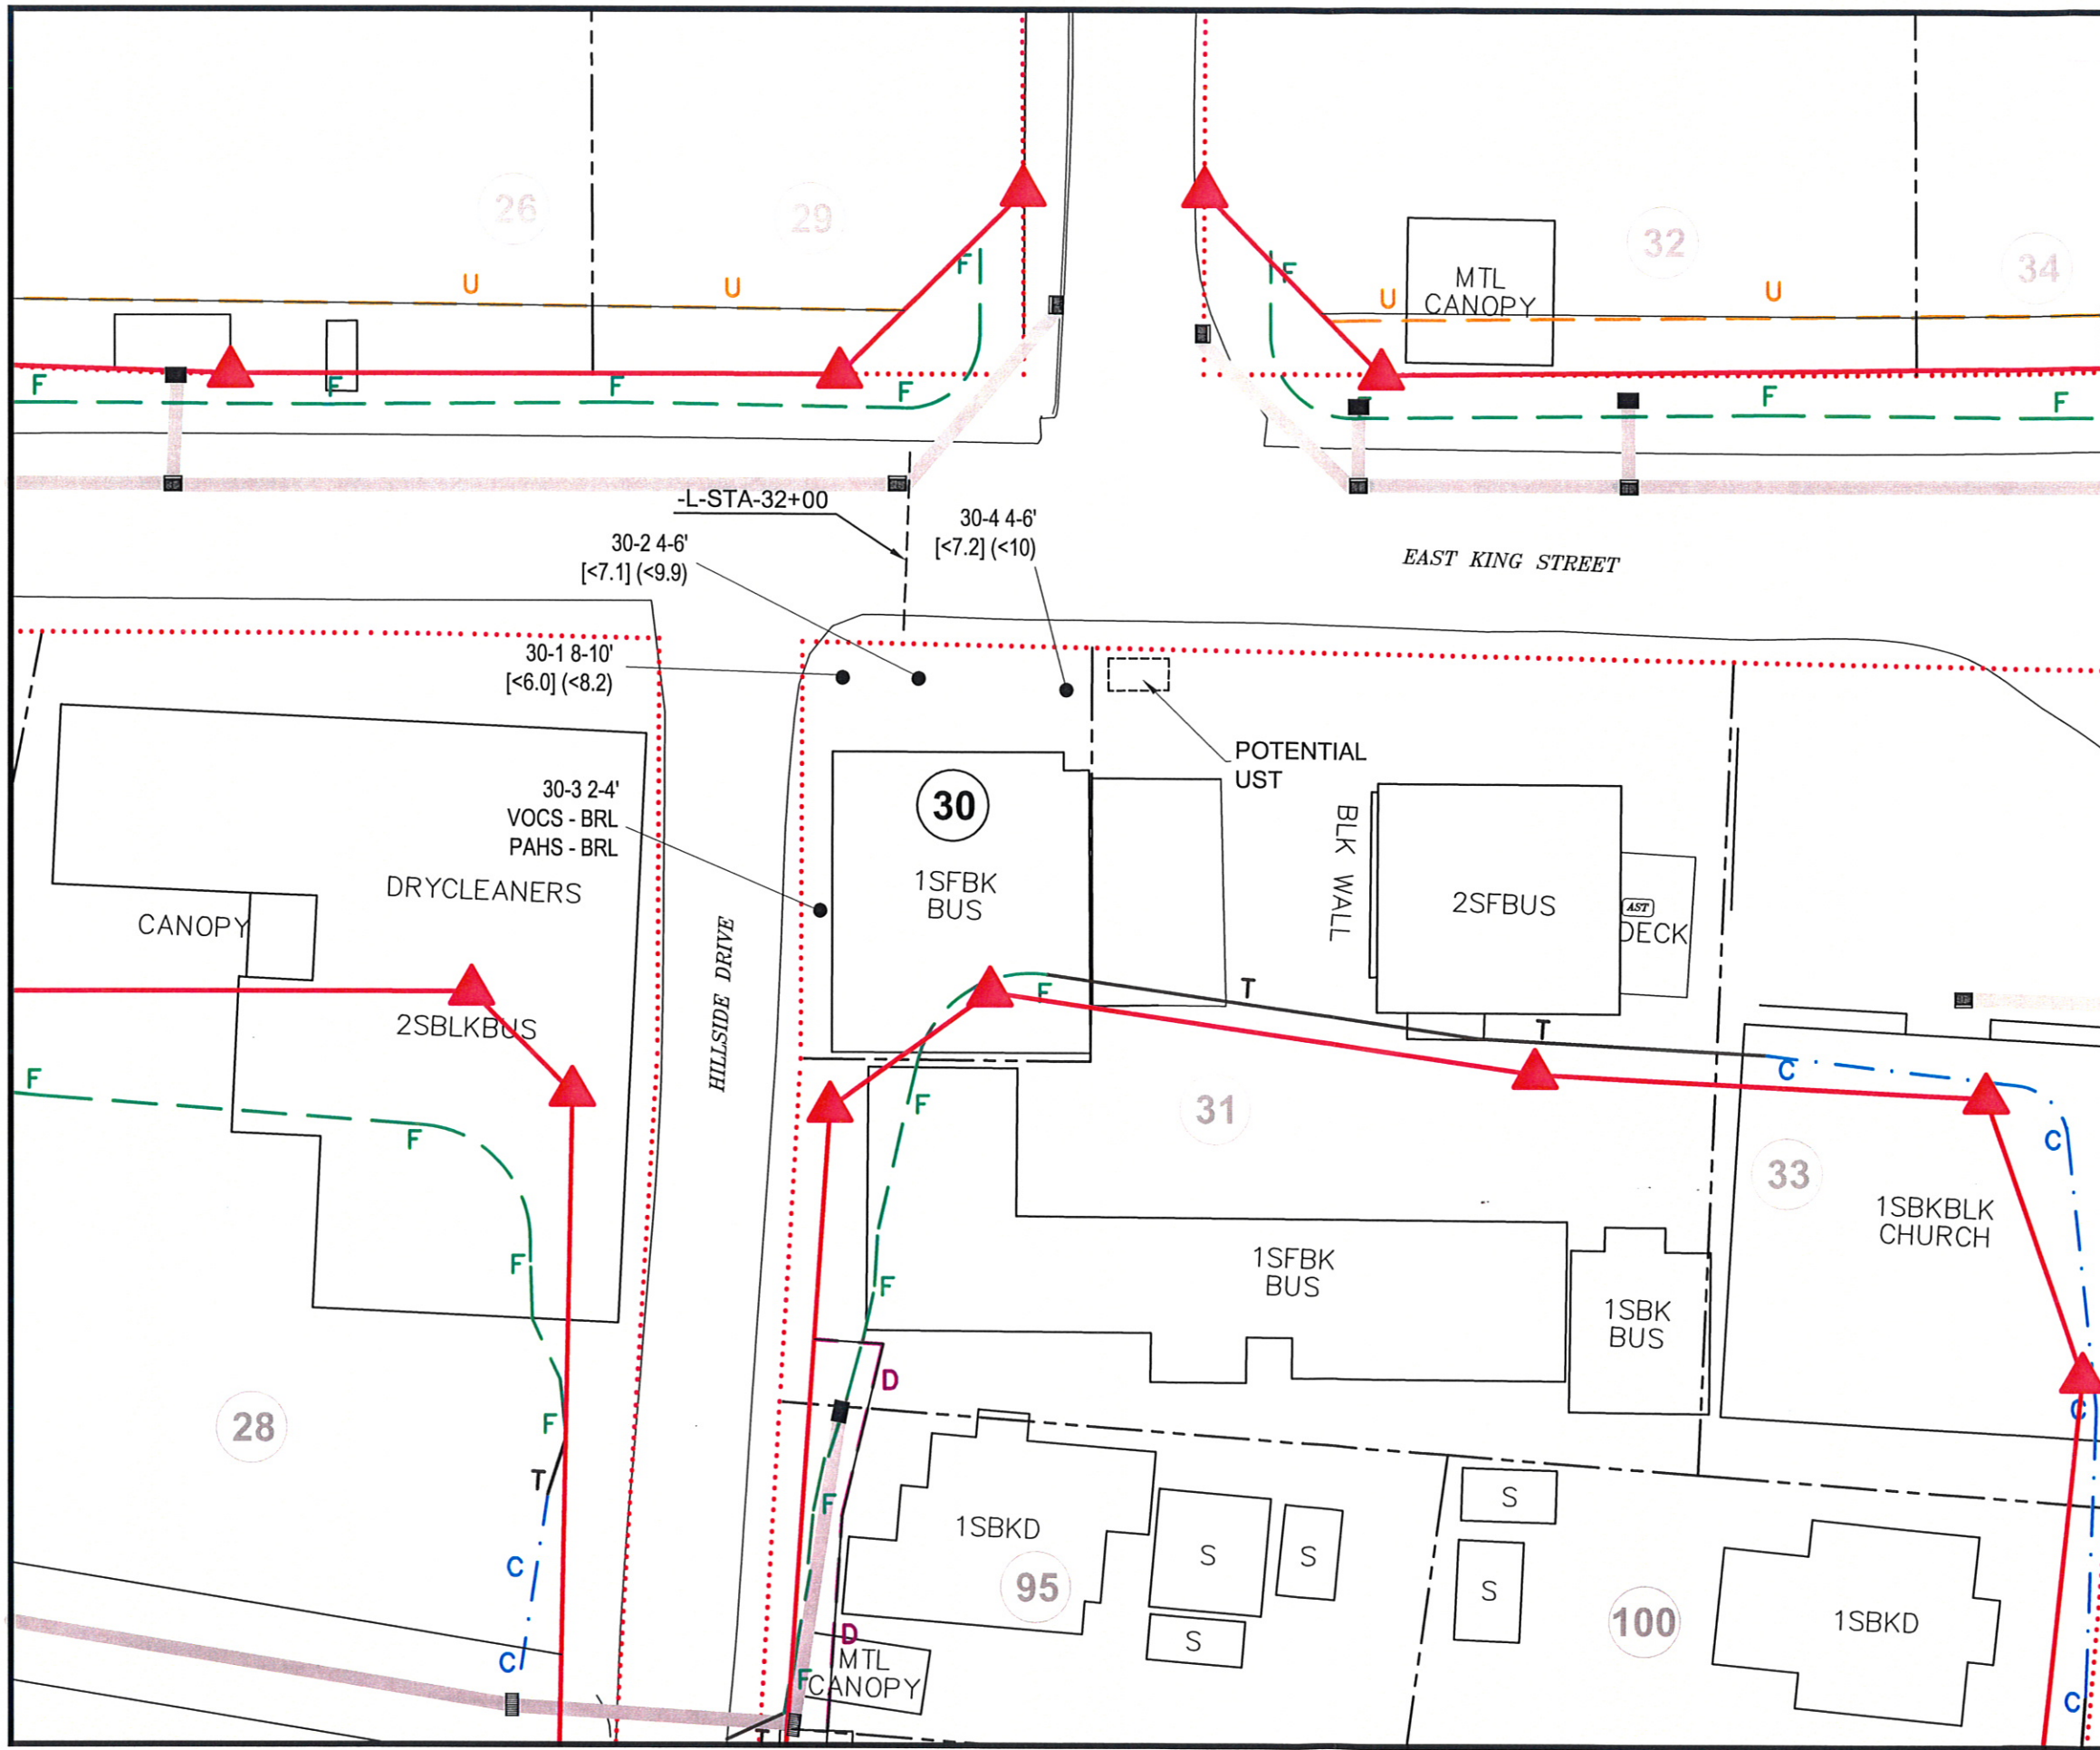 26
29
32
34
U
U
U
U
F
F
MTL
CANOPY
F
F
F
F
F
F
-L-STA-32+00
30-4 4-6'
[<7.2] (<10)
30-2 4-6'
[<7.1] (<9.9)
EAST KING STREET
30-1 8-10'
[<6.0] (<8.2)
POTENTIAL
UST
30-3 2-4'
VOCS - BRL
PAHS - BRL
30
1SFBK
BUS
BLK WALL
2SFBUS
AST
DECK
DRYCLEANERS
CANOPY
2SBLKBUS
HILLSIDE DRIVE
F
T
T
C
F
F
F
31
C
33
1SBKBLK
CHURCH
F
F
1SFBK
BUS
1SBK
BUS
D
C
28
F
T
F
1SBKD
S
S
S
S
S
95
100
1SBKD
C
C
D
MTL
CANOPY
F
C
T